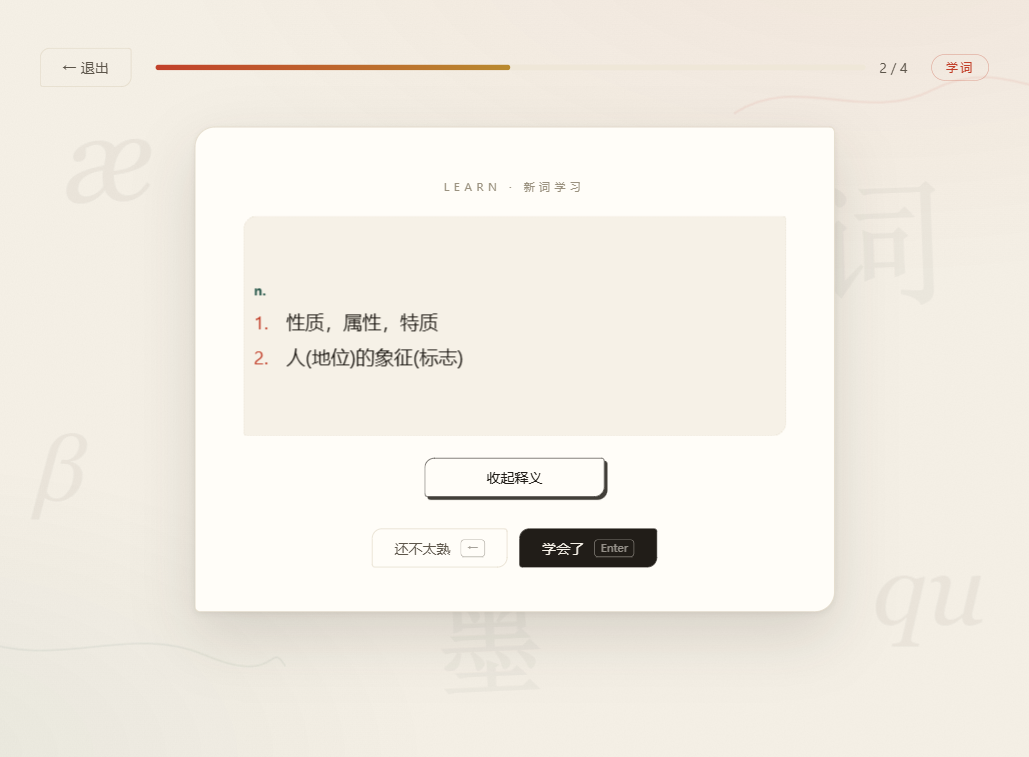 ← 退出
2 / 4
学词
æ
词
LEARN · 新词学习
n.
1. 性质，属性，特质
2. 人(地位)的象征(标志)
β
收起释义
还不太熟 ←
学会了 Enter
qu
墨